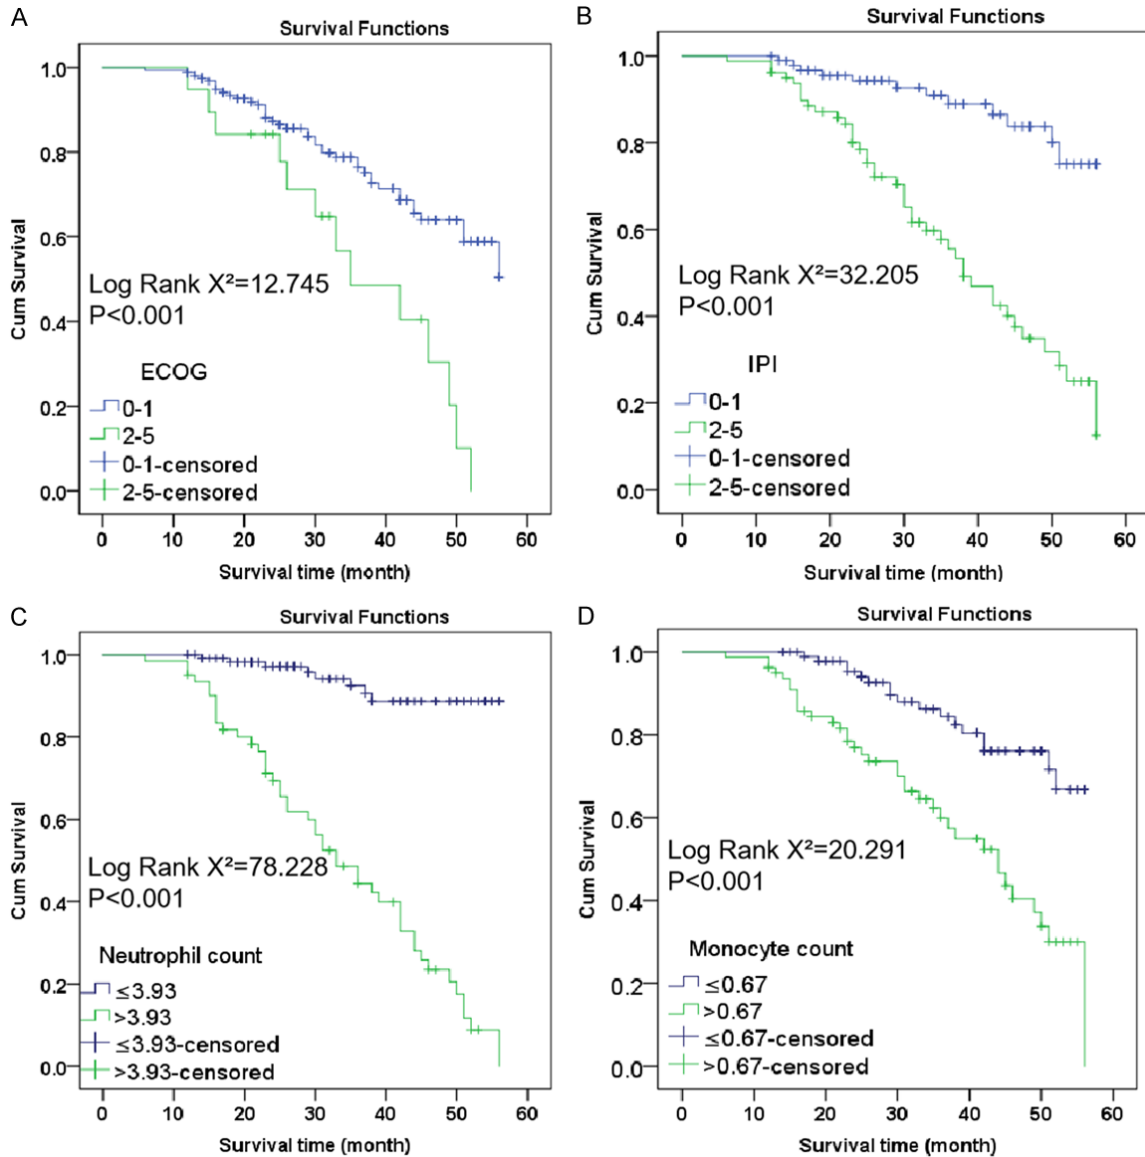 A
Survival Functions
1.0
0.8
0.6
0.4
0.2
0.0
Cum Survival
Log Rank X²=12.745
P<0.001
ECOG
0-1
2-5
0-1-censored
2-5-censored
0 10 20 30 40 50 60
Survival time (month)
B
Survival Functions
1.0
0.8
0.6
0.4
0.2
0.0
Cum Survival
Log Rank X²=32.205
P<0.001
IPI
0-1
2-5
0-1-censored
2-5-censored
0 10 20 30 40 50 60
Survival time (month)
C
Survival Functions
1.0
0.8
0.6
0.4
0.2
0.0
Cum Survival
Log Rank X²=78.228
P<0.001
Neutrophil count
≤3.93
>3.93
≤3.93-censored
>3.93-censored
0 10 20 30 40 50 60
Survival time (month)
D
Survival Functions
1.0
0.8
0.6
0.4
0.2
0.0
Cum Survival
Log Rank X²=20.291
P<0.001
Monocyte count
≤0.67
>0.67
≤0.67-censored
>0.67-censored
0 10 20 30 40 50 60
Survival time (month)